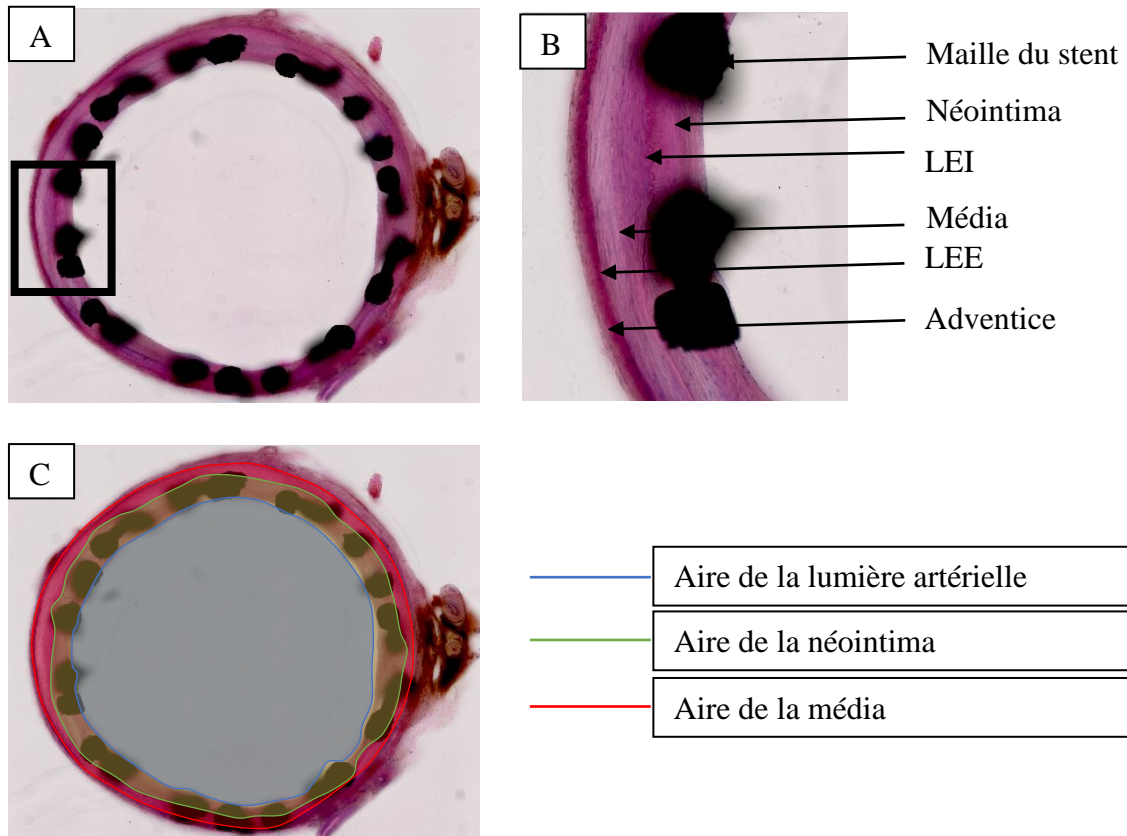 A
B
Maille du stent
Néointima
LEI
Média
LEE
Adventice
C
Aire de la lumière artérielle
Aire de la néointima
Aire de la média